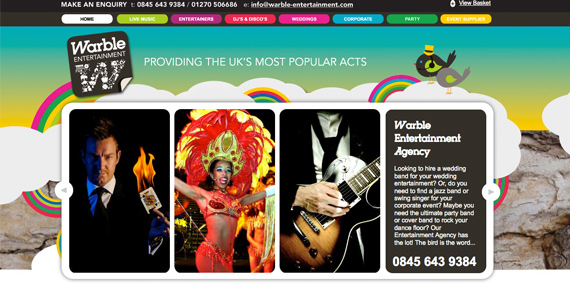 MAKE AN ENQUIRY t: 0845 643 9384 / 01270 506686 e: info@warble-entertainment.com
View Basket
HOME LIVE MUSIC ENTERTAINERS DJ'S & DISCO'S WEDDINGS CORPORATE PARTY EVENT SUPPLIES
Warble
ENTERTAINMENT
PROVIDING THE UK'S MOST POPULAR ACTS
Warble
Entertainment
Agency
Looking to hire a wedding
band for your wedding
entertainment? Or, do you
need to find a jazz band or
swing singer for your
corporate event? Maybe you
need the ultimate party band
or cover band to rock your
dance floor? Our
Entertainment Agency has
the lot! The bird is the word...
0845 643 9384